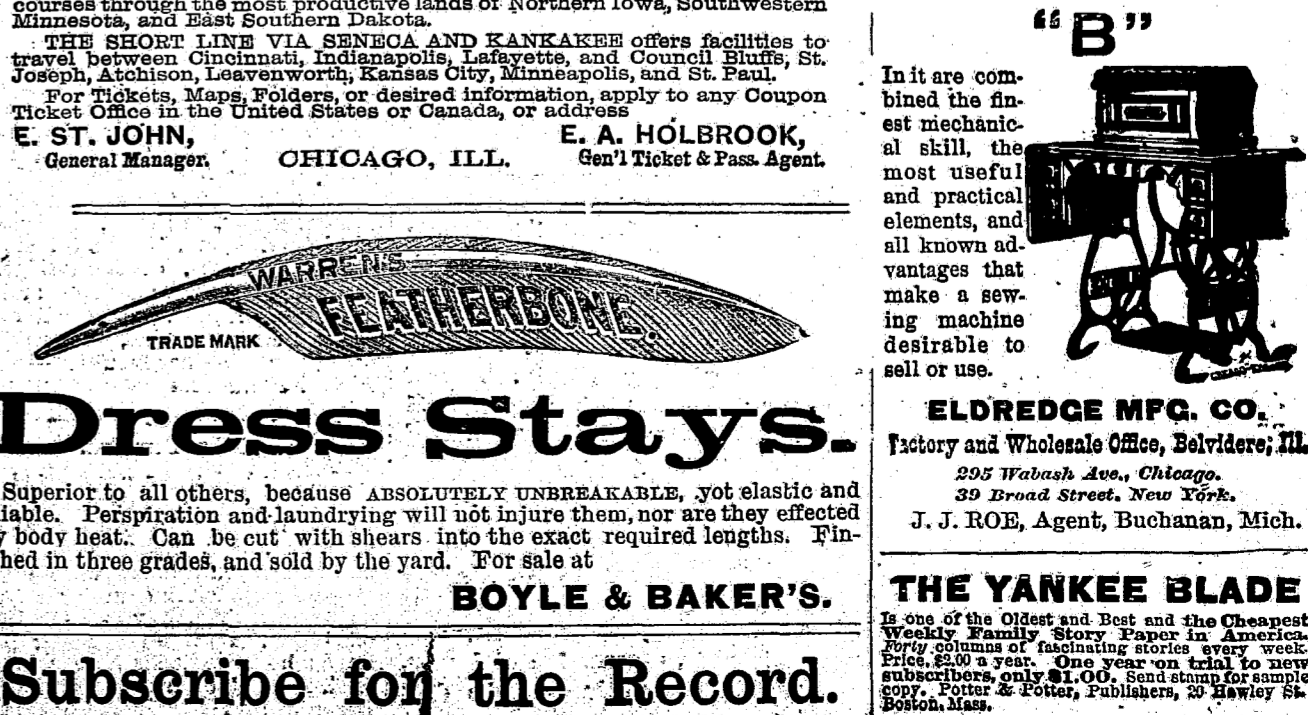 courses through the most productive lands of Northern Iowa, Southwestern
Minnesota, and East Southern Dakota.
THE SHORT LINE VIA SENECA AND KANKAKEE offers facilities to
travel between Cincinnati, Indianapolis, Lafayette, and Council Bluffs, St.
Joseph, Atchison, Leavenworth, Kansas City, Minneapolis, and St. Paul.
For Tickets, Maps, Folders, or desired information, apply to any Coupon
Ticket Office in the United States or Canada, or address
E. ST. JOHN, E. A. HOLBROOK,
General Manager. CHICAGO, ILL. Gen'l Ticket & Pass. Agent.
WARREN'S
FEATHERBONE.
TRADE MARK
Dress Stays.
Superior to all others, because ABSOLUTELY UNBREAKABLE, yot elastic and
iable. Perspiration and laundrying will not injure them, nor are they effected
y body heat. Can be cut with shears into the exact required lengths. Fin-
hed in three grades, and sold by the yard. For sale at
BOYLE & BAKER'S.
Subscribe for the Record.
"B"
In it are com-
bined the fin-
est mechanic-
al skill, the
most useful
and practical
elements, and
all known ad-
vantages that
make a sew-
ing machine
desirable to
sell or use.
ELDREDGE MFG. CO.
Factory and Wholesale Office, Belvidere, Ill.
295 Wabash Ave., Chicago.
39 Broad Street, New York.
J. J. ROE, Agent, Buchanan, Mich.
THE YANKEE BLADE
Is one of the Oldest and Best and the Cheapest
Weekly Family Story Paper in America.
Forty columns of fascinating stories every week.
Price, $2.00 a year. One year on trial to new
subscribers, only $1.00. Send stamp for sample
copy. Potter & Potter, Publishers, 20 Hawley St.
Boston, Mass.